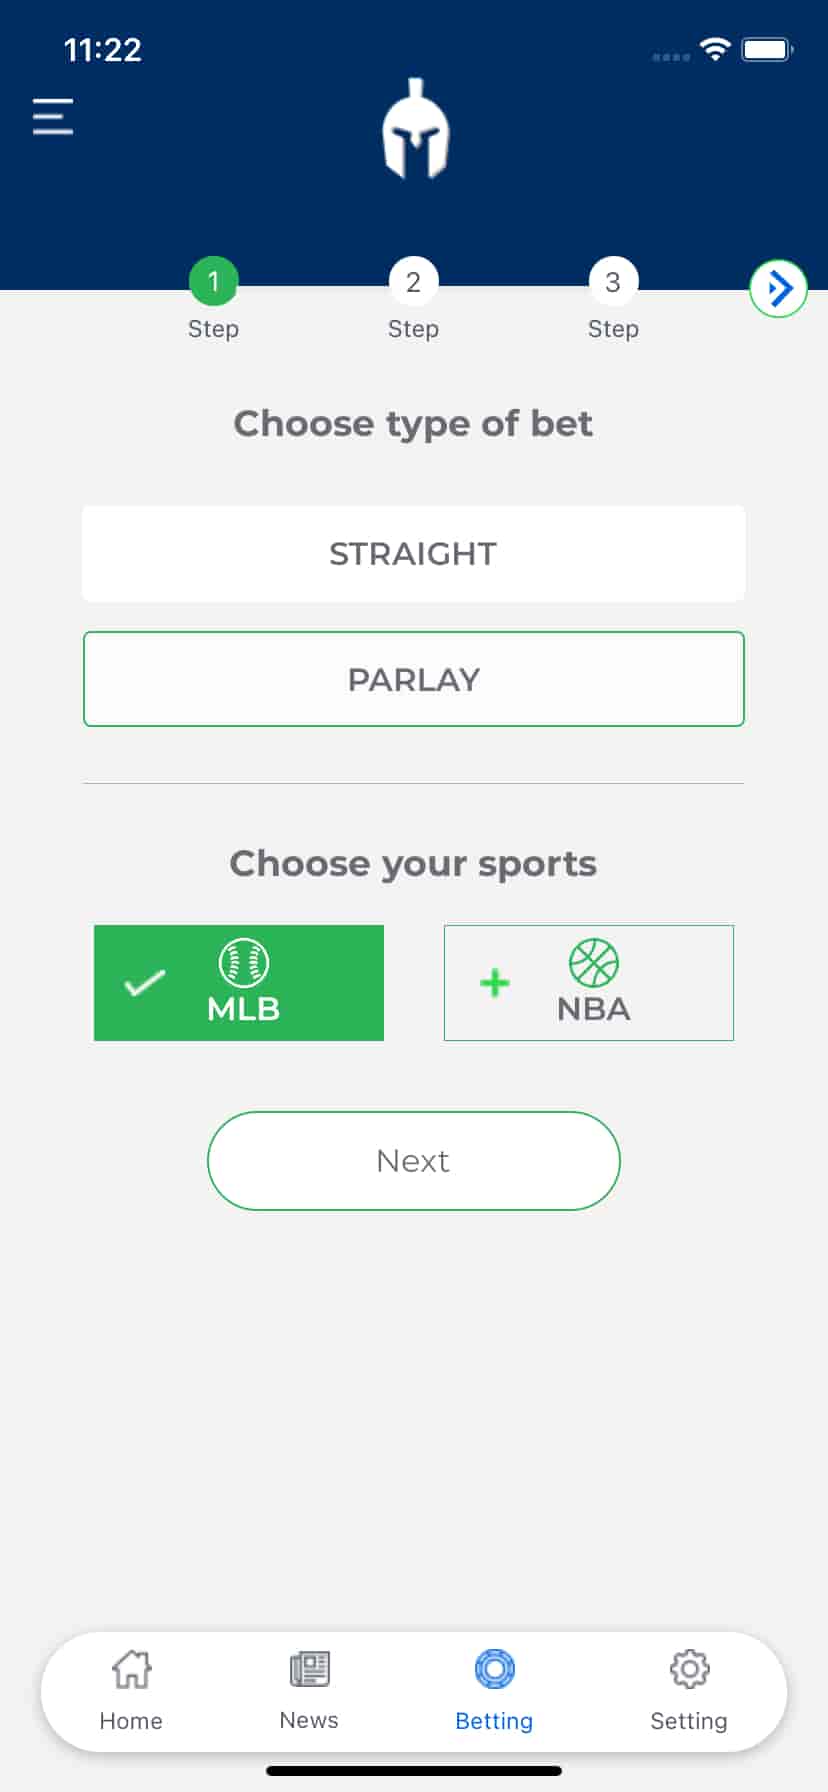 11:22
1 2 3
Step Step Step
Choose type of bet
STRAIGHT
PARLAY
Choose your sports
MLB NBA
Next
Home News Betting Setting